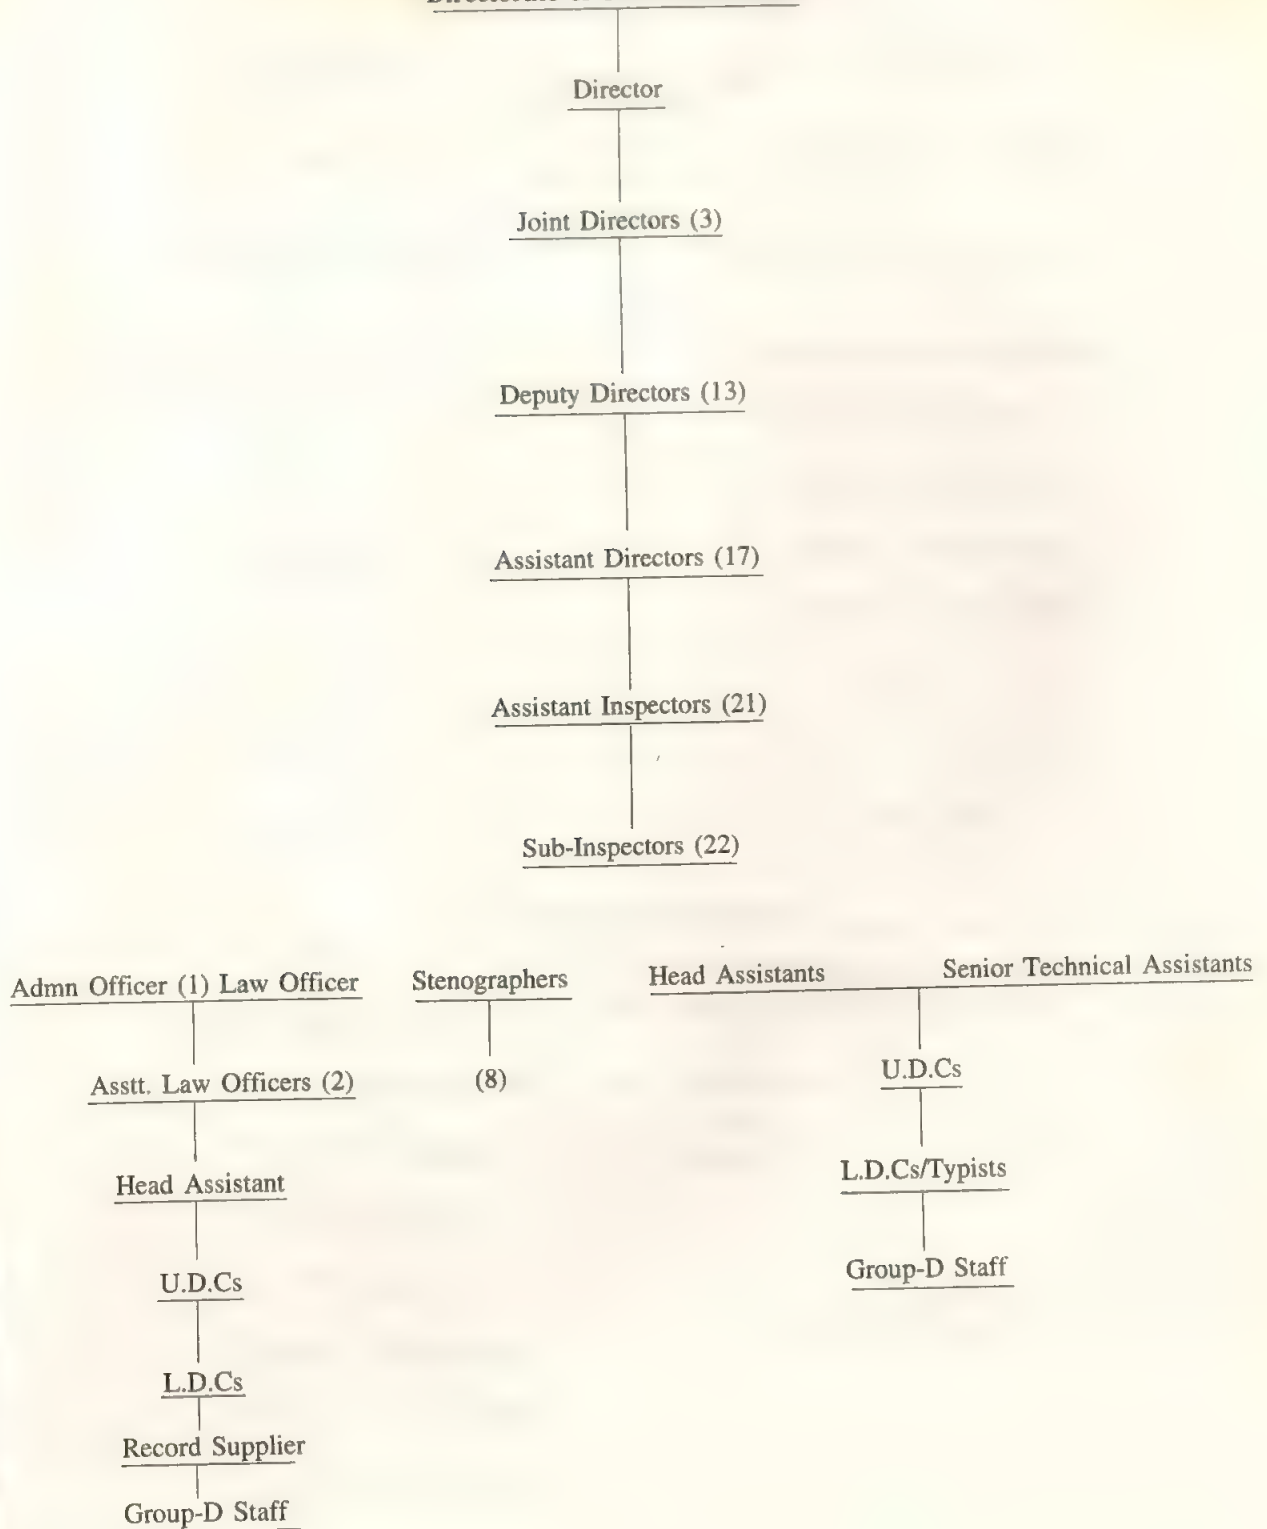 Director
Joint Directors (3)
Deputy Directors (13)
Assistant Directors (17)
Assistant Inspectors (21)
Sub-Inspectors (22)
Admn Officer (1) Law Officer
Asstt. Law Officers (2)
Head Assistant
U.D.Cs
L.D.Cs
Record Supplier
Group-D Staff
Stenographers
(8)
Head Assistants Senior Technical Assistants
U.D.Cs
L.D.Cs/Typists
Group-D Staff